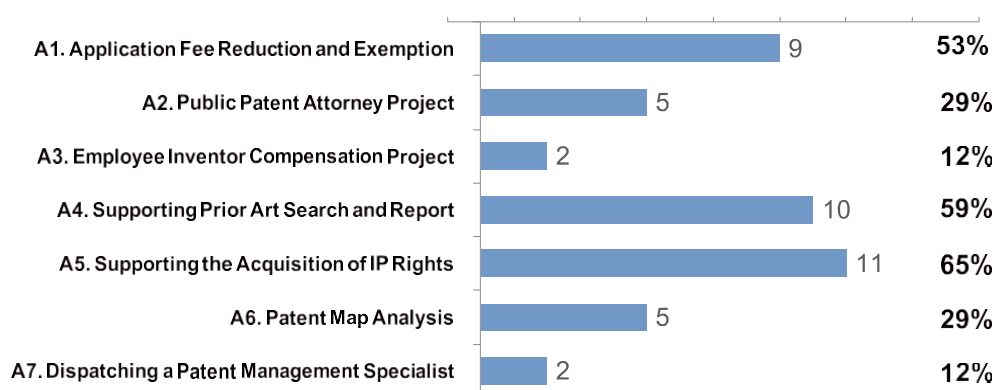 A1. Application Fee Reduction and Exemption 9 53%
A2. Public Patent Attorney Project 5 29%
A3. Employee Inventor Compensation Project 2 12%
A4. Supporting Prior Art Search and Report 10 59%
A5. Supporting the Acquisition of IP Rights 11 65%
A6. Patent Map Analysis 5 29%
A7. Dispatching a Patent Management Specialist 2 12%